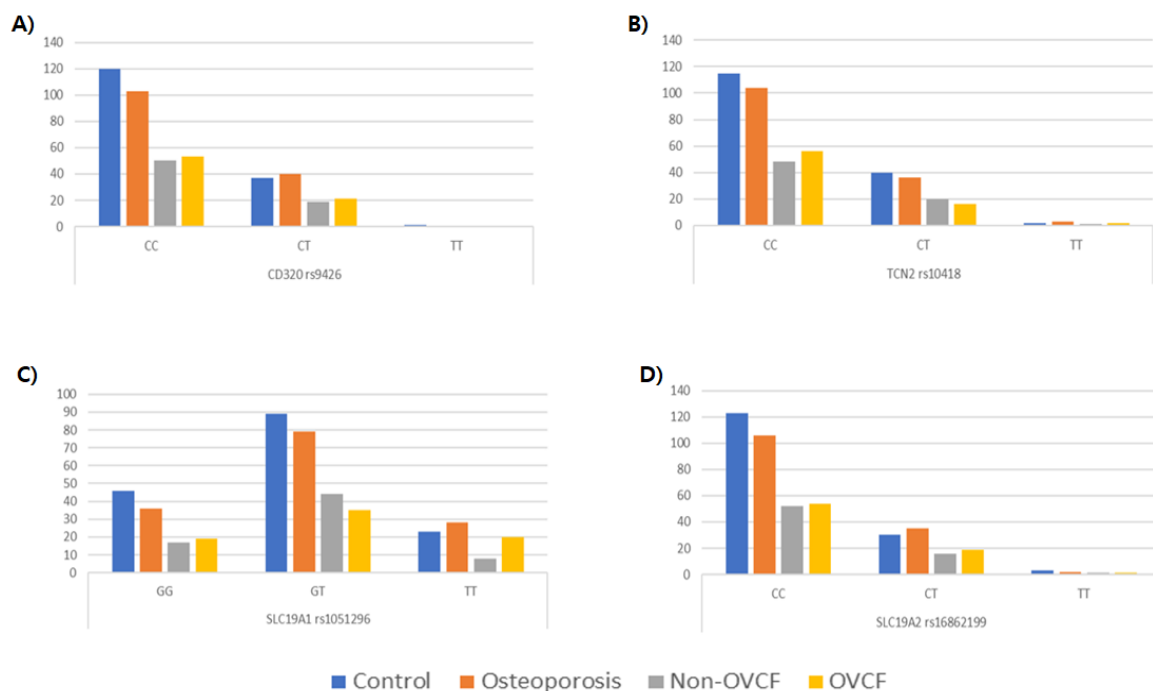 A)
140
120
100
80
60
40
20
0
CC CT TT
CD320 rs9426
B)
140
120
100
80
60
40
20
0
CC CT TT
TCN2 rs10418
C)
100
90
80
70
60
50
40
30
20
10
0
GG GT TT
SLC19A1 rs1051296
D)
140
120
100
80
60
40
20
0
CC CT TT
SLC19A2 rs16862199
Control Osteoporosis Non-OVCF OVCF